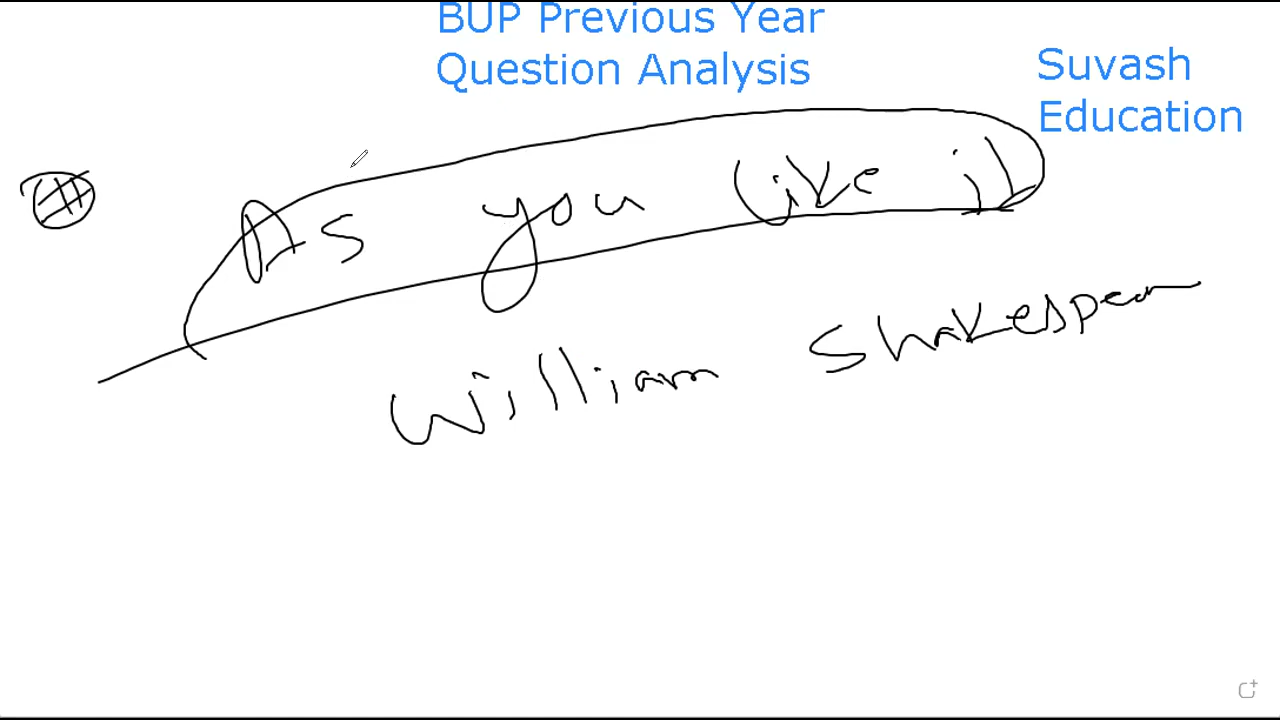 BUP Previous Year
Question Analysis
Suvash
Education
As you like it
William Shakespear